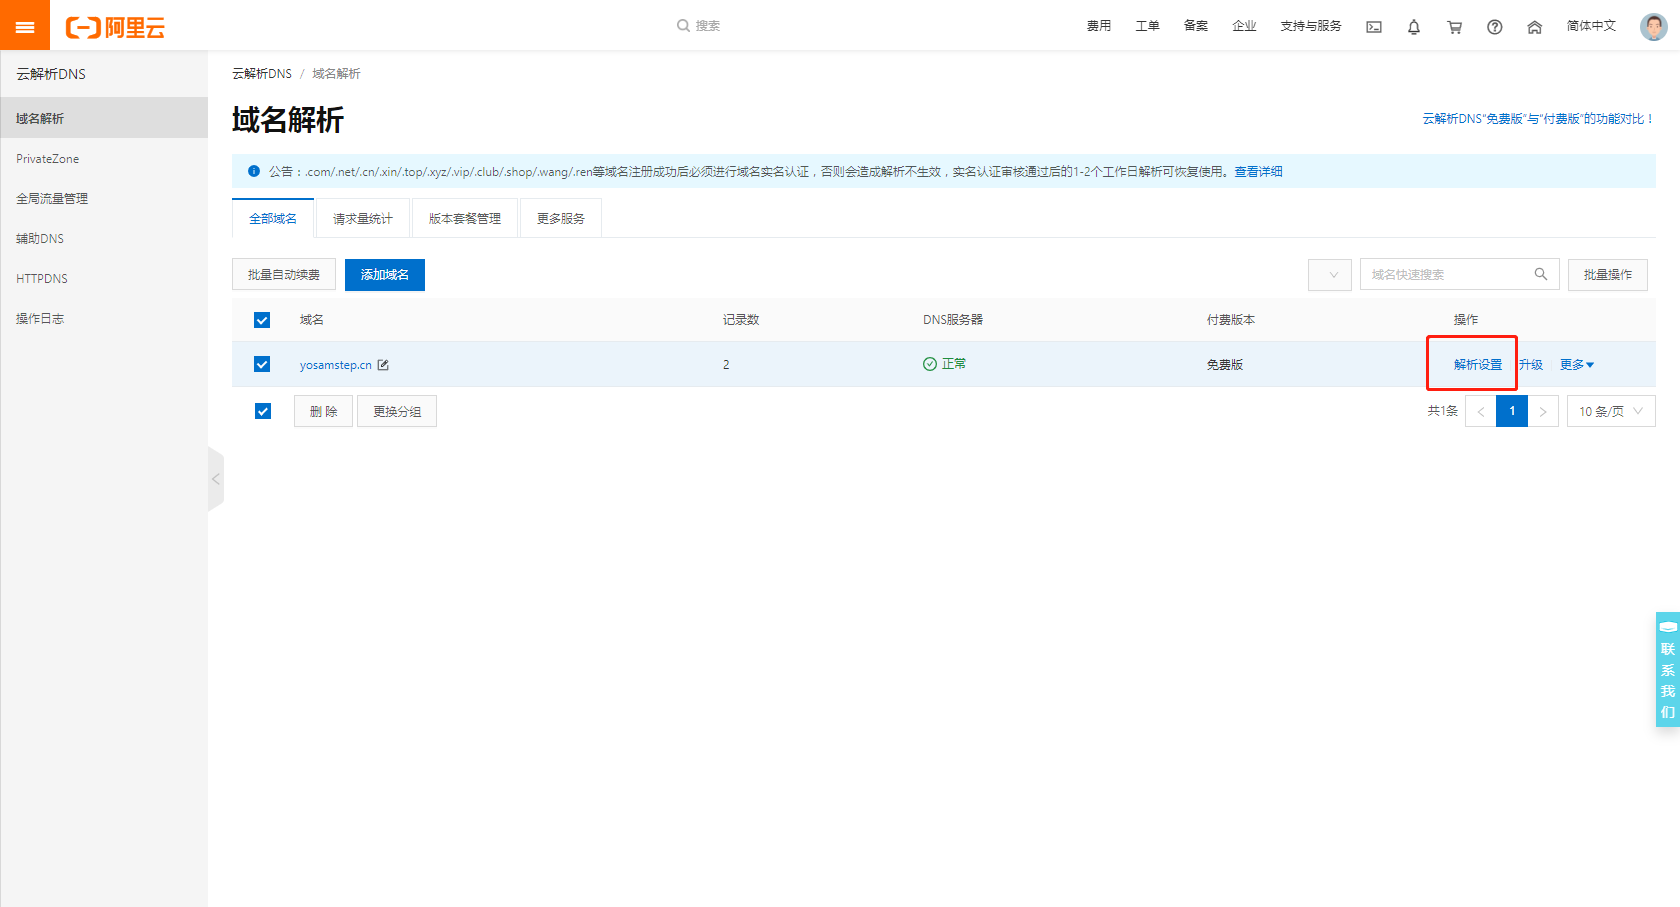 阿里云
搜索
费用 工单 备案 企业 支持与服务 简体中文
云解析DNS
域名解析
PrivateZone
全局流量管理
辅助DNS
HTTPDNS
操作日志
云解析DNS / 域名解析
域名解析
云解析DNS“免费版”与“付费版”的功能对比！
公告：.com/.net/.cn/.xin/.top/.xyz/.vip/.club/.shop/.wang/.ren等域名注册成功后必须进行域名实名认证，否则会造成解析不生效，实名认证审核通过后的1-2个工作日解析可恢复使用。查看详细
全部域名 请求量统计 版本套餐管理 更多服务
批量自动续费 添加域名 域名快速搜索 批量操作
域名 记录数 DNS服务器 付费版本 操作
yosamstep.cn 2 正常 免费版 解析设置 升级 更多
删 除 更换分组 共1条 < 1 > 10 条/页
<
联
系
我
们